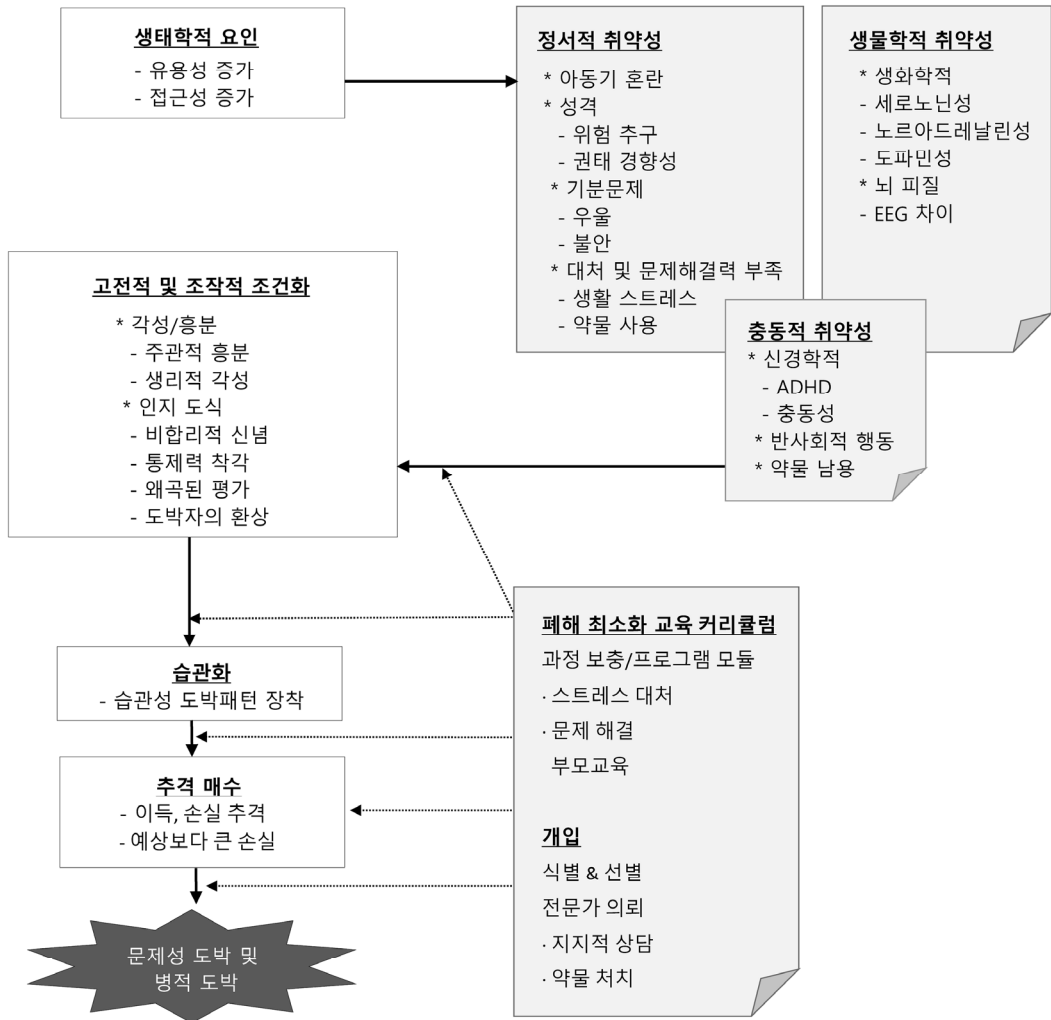 생태학적 요인
- 유용성 증가
- 접근성 증가
정서적 취약성
* 아동기 혼란
* 성격
- 위험 추구
- 권태 경향성
* 기분문제
- 우울
- 불안
* 대처 및 문제해결력 부족
- 생활 스트레스
- 약물 사용
생물학적 취약성
* 생화학적
- 세로노닌성
- 노르아드레날린성
- 도파민성
* 뇌 피질
- EEG 차이
충동적 취약성
* 신경학적
- ADHD
- 충동성
* 반사회적 행동
* 약물 남용
고전적 및 조작적 조건화
* 각성/흥분
- 주관적 흥분
- 생리적 각성
* 인지 도식
- 비합리적 신념
- 통제력 착각
- 왜곡된 평가
- 도박자의 환상
습관화
- 습관성 도박패턴 장착
추격 매수
- 이득, 손실 추격
- 예상보다 큰 손실
문제성 도박 및
병적 도박
폐해 최소화 교육 커리큘럼
과정 보충/프로그램 모듈
· 스트레스 대처
· 문제 해결
부모교육
개입
식별 & 선별
전문가 의뢰
· 지지적 상담
· 약물 처치